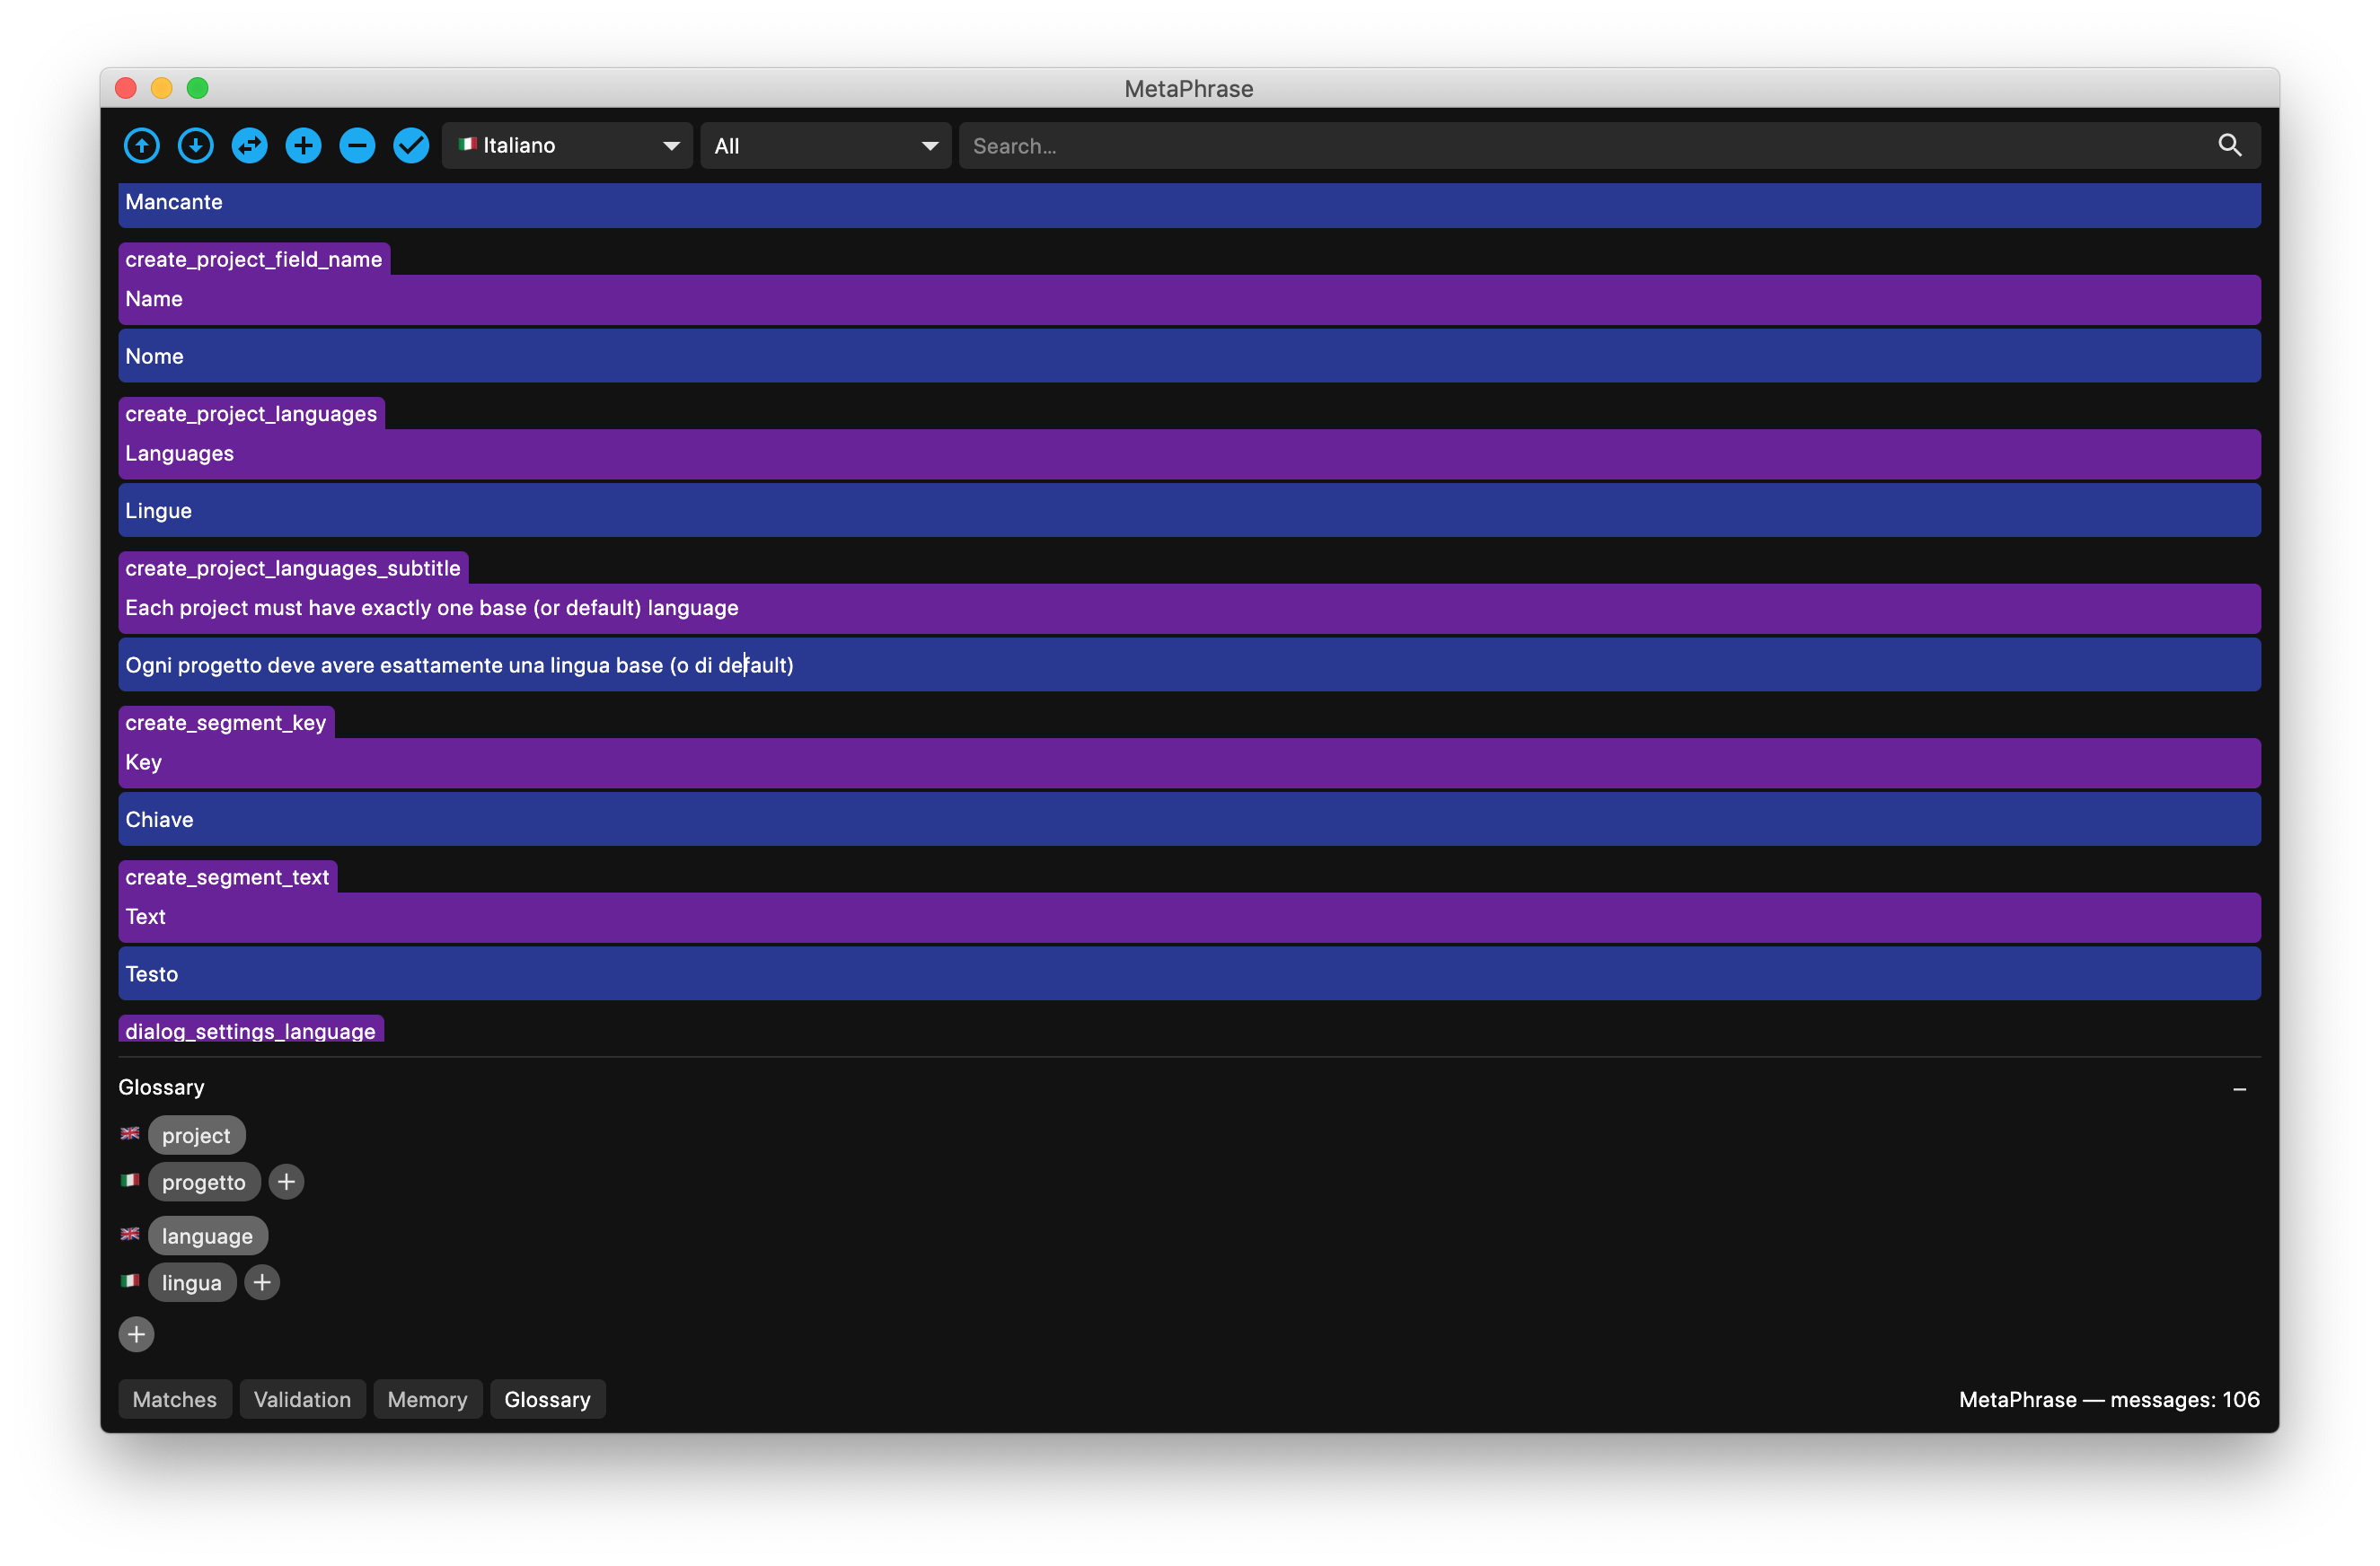 MetaPhrase
Italiano
All
Search...
Mancante
create_project_field_name
Name
Nome
create_project_languages
Languages
Lingue
create_project_languages_subtitle
Each project must have exactly one base (or default) language
Ogni progetto deve avere esattamente una lingua base (o di default)
create_segment_key
Key
Chiave
create_segment_text
Text
Testo
dialog_settings_language
Glossary
project
progetto
language
lingua
Matches Validation Memory Glossary MetaPhrase — messages: 106